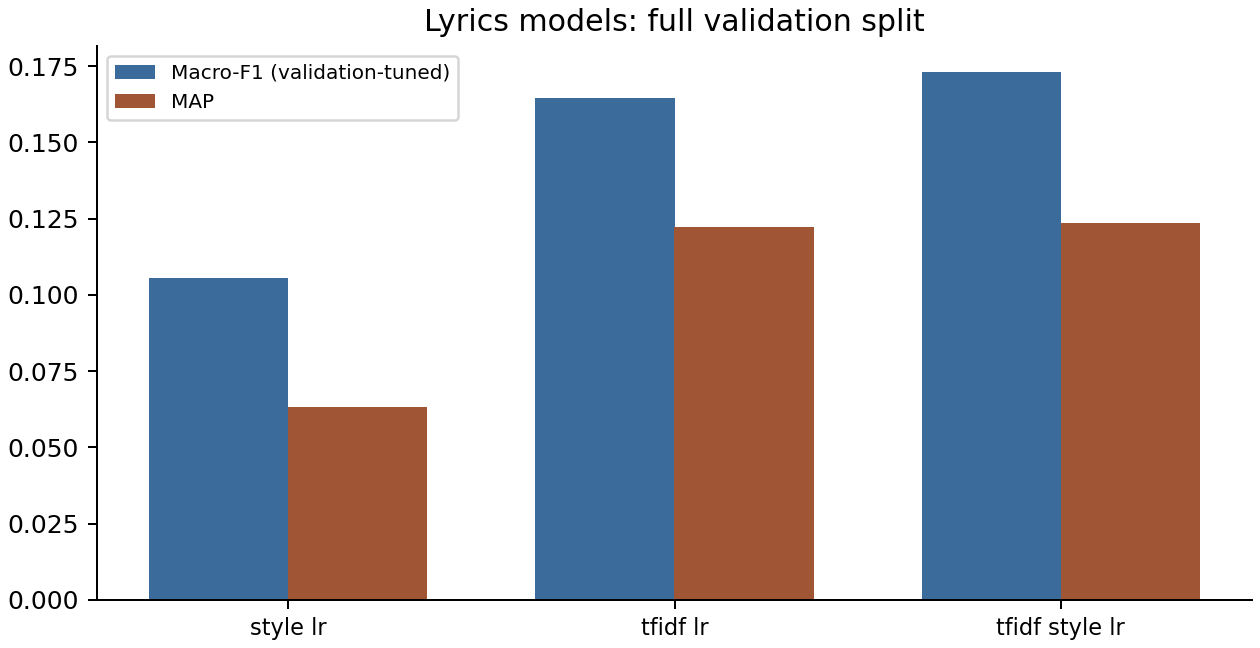 Lyrics models: full validation split
Macro-F1 (validation-tuned)
MAP
0.175
0.150
0.125
0.100
0.075
0.050
0.025
0.000
style lr
tfidf lr
tfidf style lr